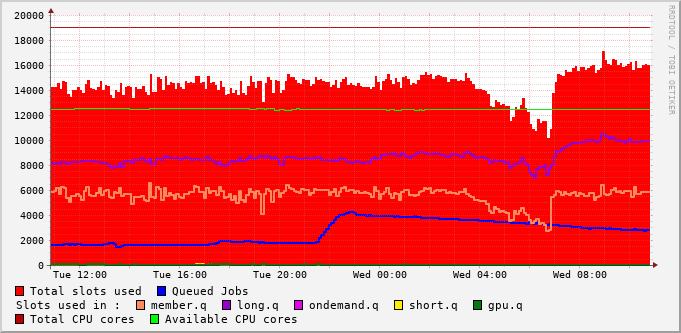 20000
18000
16000
14000
12000
10000
8000
6000
4000
2000
0
Tue 12:00 Tue 16:00 Tue 20:00 Wed 00:00 Wed 04:00 Wed 08:00
Total slots used Queued Jobs
Slots used in : member.q long.q ondemand.q short.q gpu.q
Total CPU cores Available CPU cores
RRDTOOL / TOBI OETIKER